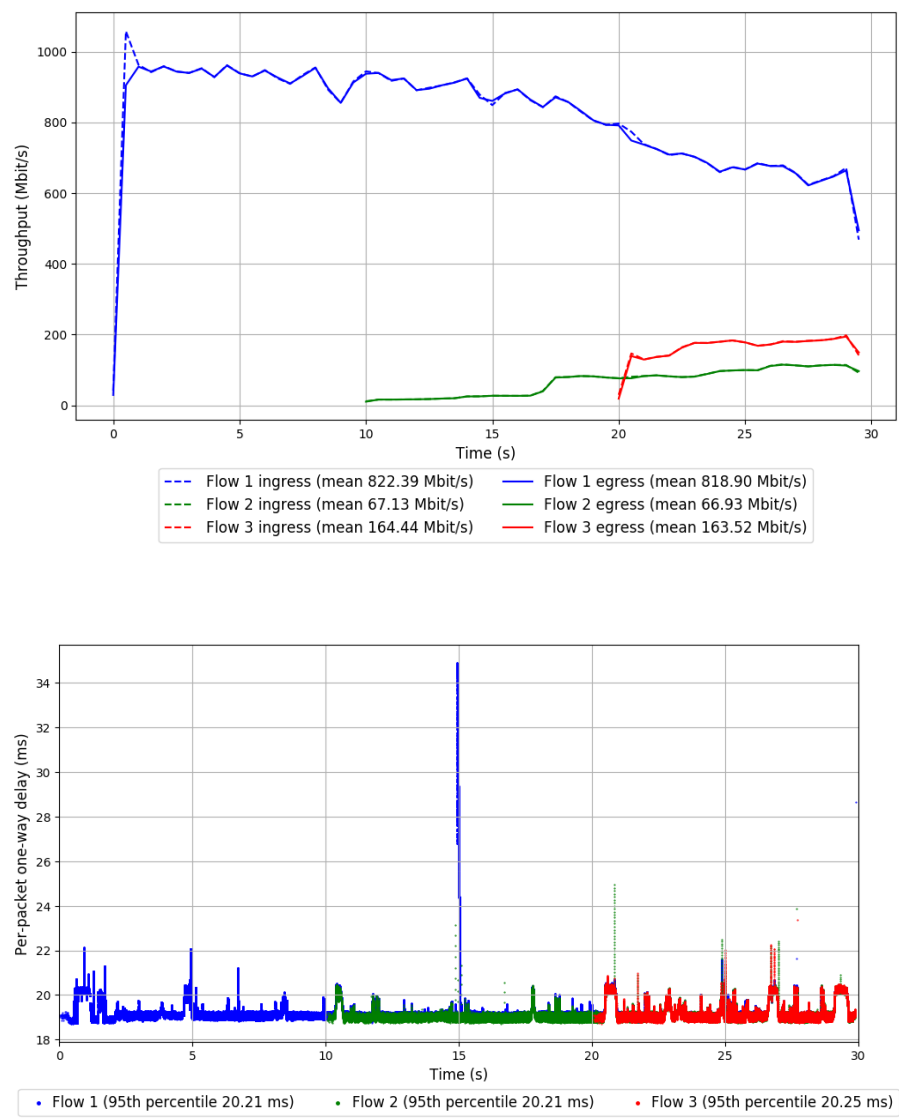 1000
800
600
400
200
0
Throughput (Mbit/s)
0 5 10 15 20 25 30
Time (s)
Flow 1 ingress (mean 822.39 Mbit/s) Flow 1 egress (mean 818.90 Mbit/s)
Flow 2 ingress (mean 67.13 Mbit/s) Flow 2 egress (mean 66.93 Mbit/s)
Flow 3 ingress (mean 164.44 Mbit/s) Flow 3 egress (mean 163.52 Mbit/s)
34
32
30
28
26
24
22
20
18
Per-packet one-way delay (ms)
0 5 10 15 20 25 30
Time (s)
Flow 1 (95th percentile 20.21 ms) Flow 2 (95th percentile 20.21 ms) Flow 3 (95th percentile 20.25 ms)